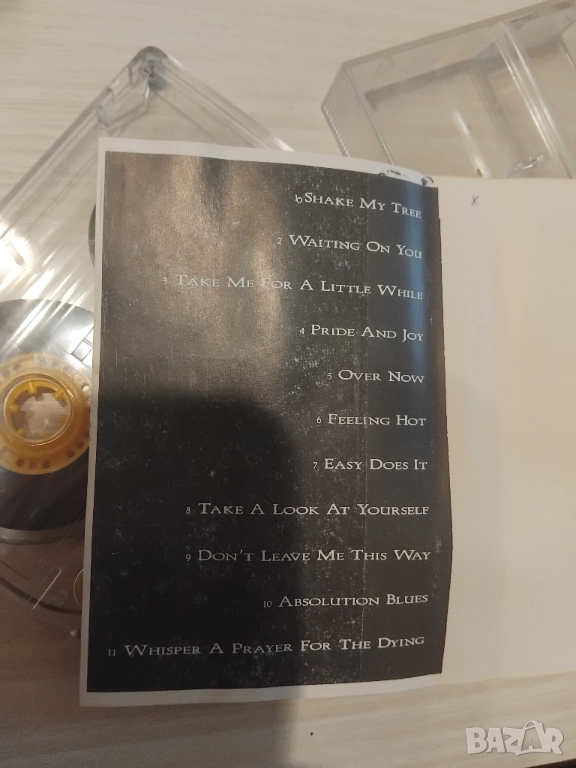 1 Shake My Tree
2 Waiting On You
3 Take Me For A Little While
4 Pride And Joy
5 Over Now
6 Feeling Hot
7 Easy Does It
8 Take A Look At Yourself
9 Don't Leave Me This Way
10 Absolution Blues
11 Whisper A Prayer For The Dying
x
BAZAR